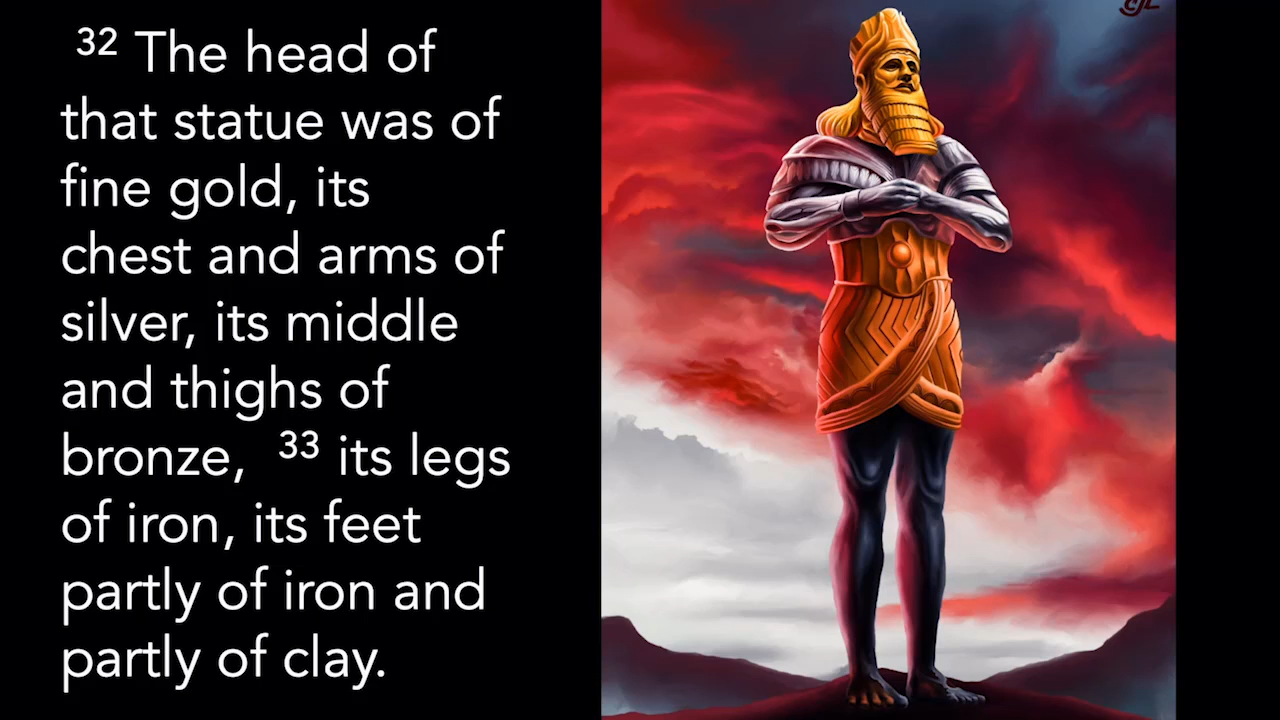 32 The head of
that statue was of
fine gold, its
chest and arms of
silver, its middle
and thighs of
bronze, 33 its legs
of iron, its feet
partly of iron and
partly of clay.